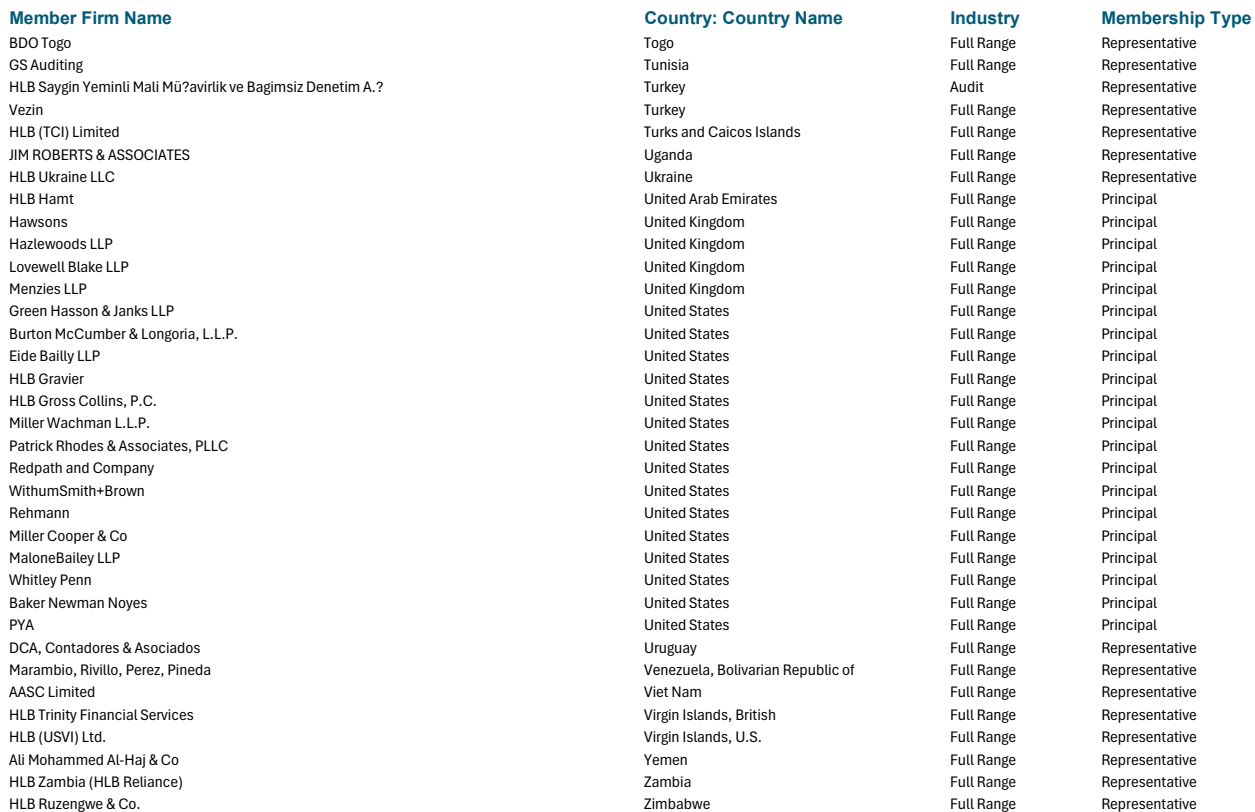 Member Firm Name Country: Country Name Industry Membership Type
BDO Togo Togo Full Range Representative
GS Auditing Tunisia Full Range Representative
HLB Saygin Yeminli Mali Mü?avirlik ve Bagimsiz Denetim A.? Turkey Audit Representative
Vezin Turkey Full Range Representative
HLB (TCI) Limited Turks and Caicos Islands Full Range Representative
JIM ROBERTS & ASSOCIATES Uganda Full Range Representative
HLB Ukraine LLC Ukraine Full Range Representative
HLB Hamt United Arab Emirates Full Range Principal
Hawsons United Kingdom Full Range Principal
Hazlewoods LLP United Kingdom Full Range Principal
Lovewell Blake LLP United Kingdom Full Range Principal
Menzies LLP United Kingdom Full Range Principal
Green Hasson & Janks LLP United States Full Range Principal
Burton McCumber & Longoria, L.L.P. United States Full Range Principal
Eide Bailly LLP United States Full Range Principal
HLB Gravier United States Full Range Principal
HLB Gross Collins, P.C. United States Full Range Principal
Miller Wachman L.L.P. United States Full Range Principal
Patrick Rhodes & Associates, PLLC United States Full Range Principal
Redpath and Company United States Full Range Principal
WithumSmith+Brown United States Full Range Principal
Rehmann United States Full Range Principal
Miller Cooper & Co United States Full Range Principal
MaloneBailey LLP United States Full Range Principal
Whitley Penn United States Full Range Principal
Baker Newman Noyes United States Full Range Principal
PYA United States Full Range Principal
DCA, Contadores & Asociados Uruguay Full Range Representative
Marambio, Rivillo, Perez, Pineda Venezuela, Bolivarian Republic of Full Range Representative
AASC Limited Viet Nam Full Range Representative
HLB Trinity Financial Services Virgin Islands, British Full Range Representative
HLB (USVI) Ltd. Virgin Islands, U.S. Full Range Representative
Ali Mohammed Al-Haj & Co Yemen Full Range Representative
HLB Zambia (HLB Reliance) Zambia Full Range Representative
HLB Ruzengwe & Co. Zimbabwe Full Range Representative